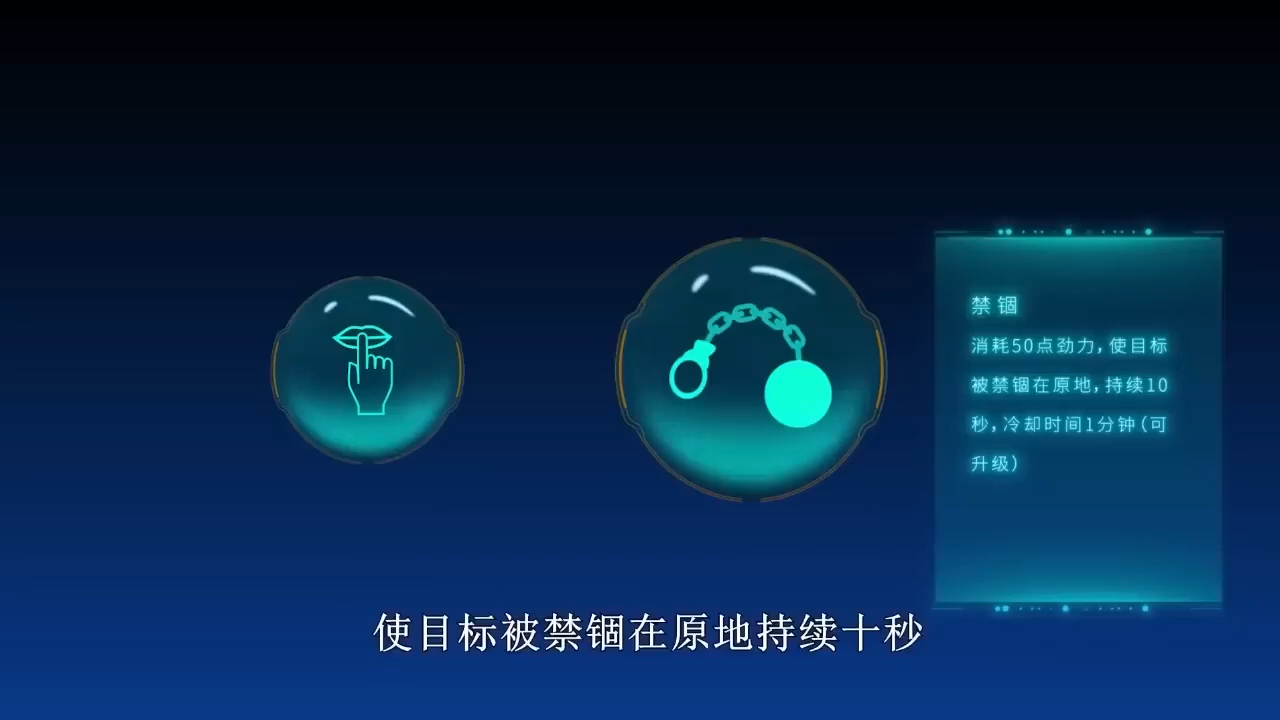 禁锢
消耗50点劲力，使目标
被禁锢在原地，持续10
秒，冷却时间1分钟（可
升级）
使目标被禁锢在原地持续十秒